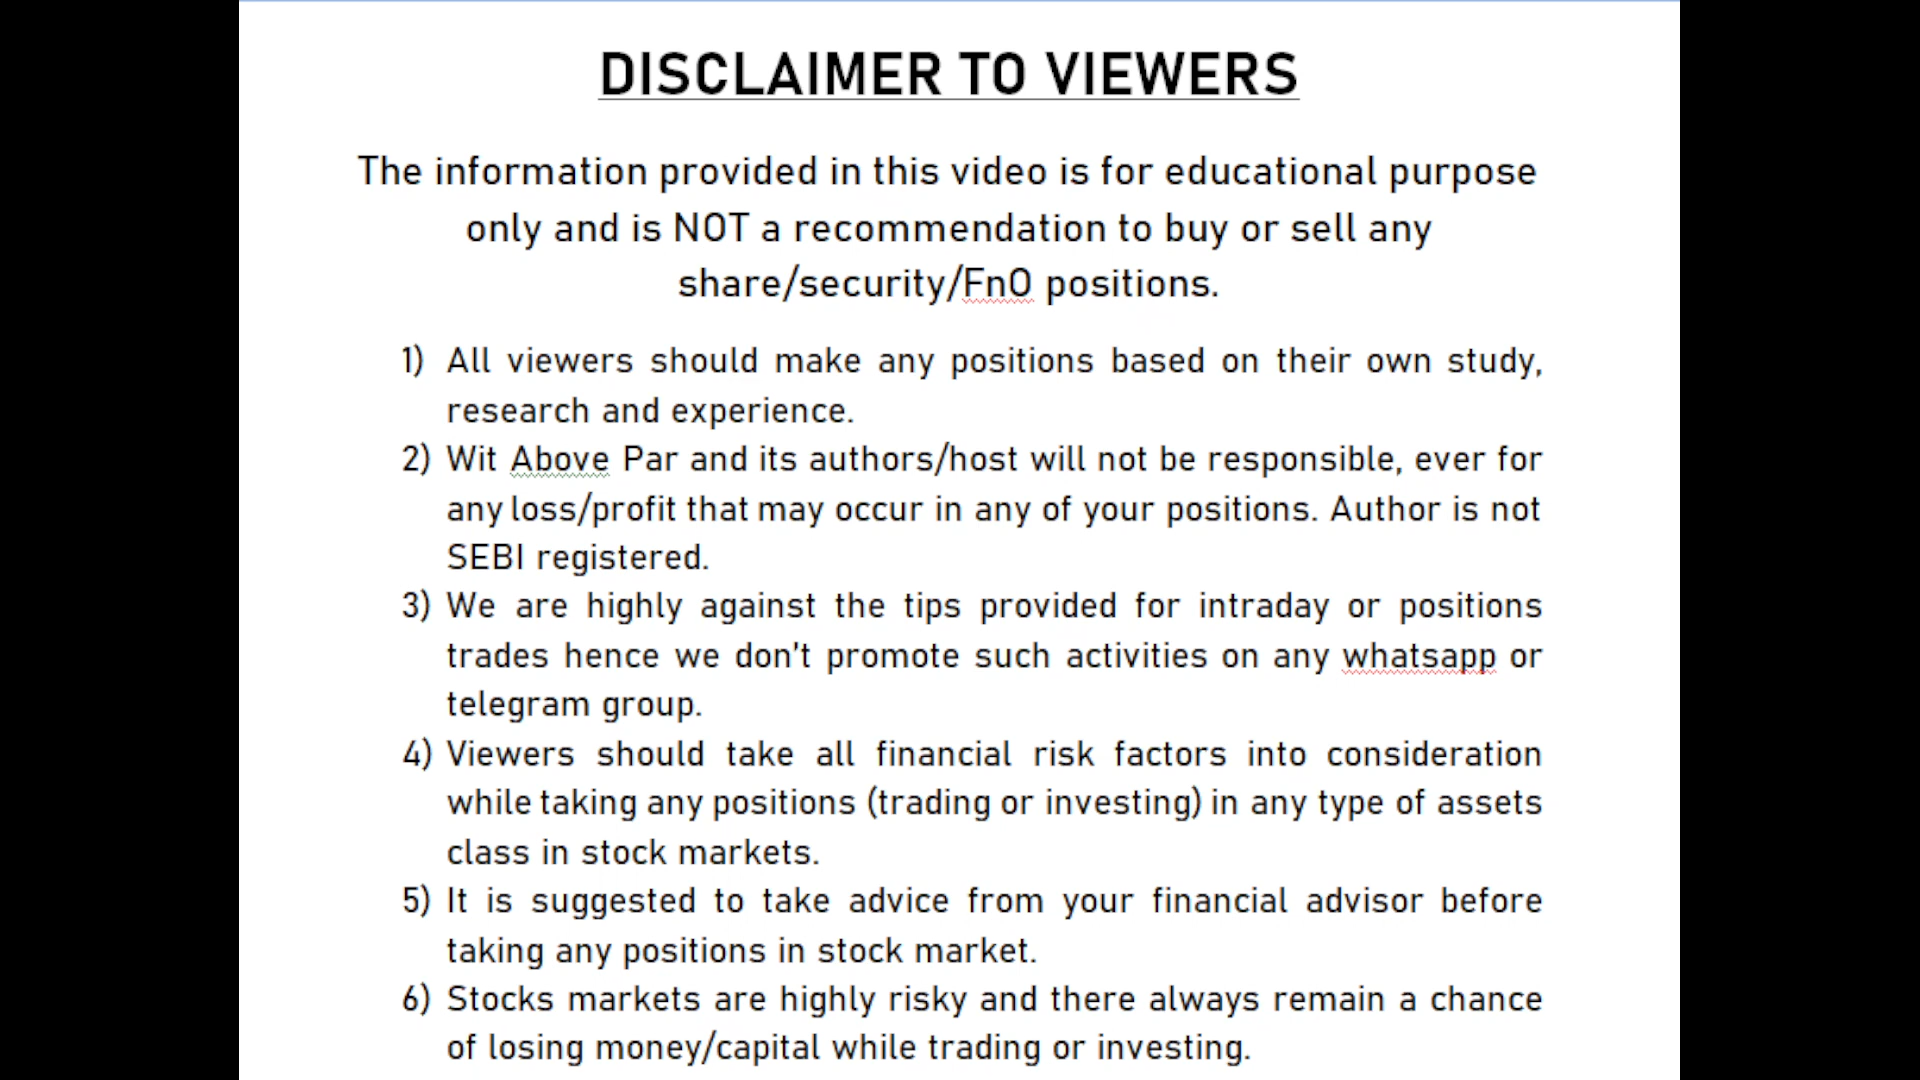 DISCLAIMER TO VIEWERS
The information provided in this video is for educational purpose
only and is NOT a recommendation to buy or sell any
share/security/FnO positions.
1) All viewers should make any positions based on their own study,
research and experience.
2) Wit Above Par and its authors/host will not be responsible, ever for
any loss/profit that may occur in any of your positions. Author is not
SEBI registered.
3) We are highly against the tips provided for intraday or positions
trades hence we don't promote such activities on any whatsapp or
telegram group.
4) Viewers should take all financial risk factors into consideration
while taking any positions (trading or investing) in any type of assets
class in stock markets.
5) It is suggested to take advice from your financial advisor before
taking any positions in stock market.
6) Stocks markets are highly risky and there always remain a chance
of losing money/capital while trading or investing.